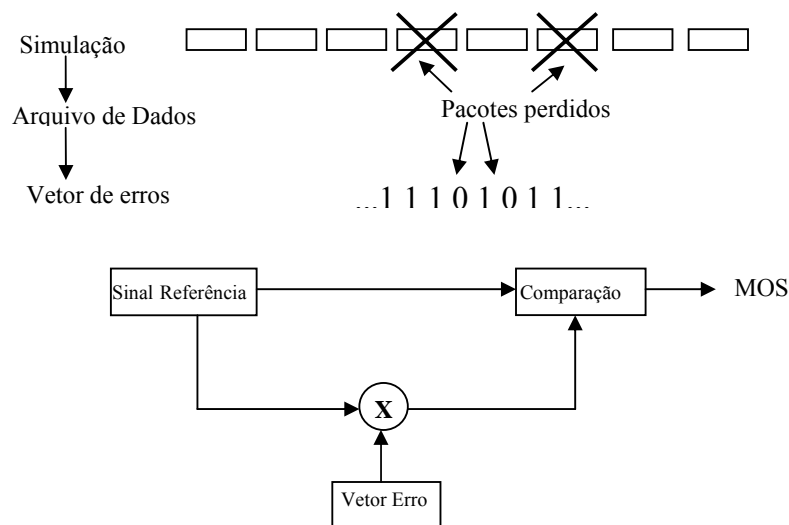 Simulação
Arquivo de Dados
Pacotes perdidos
Vetor de erros
...1 1 1 0 1 0 1 1...
Sinal Referência
Comparação
MOS
X
Vetor Erro